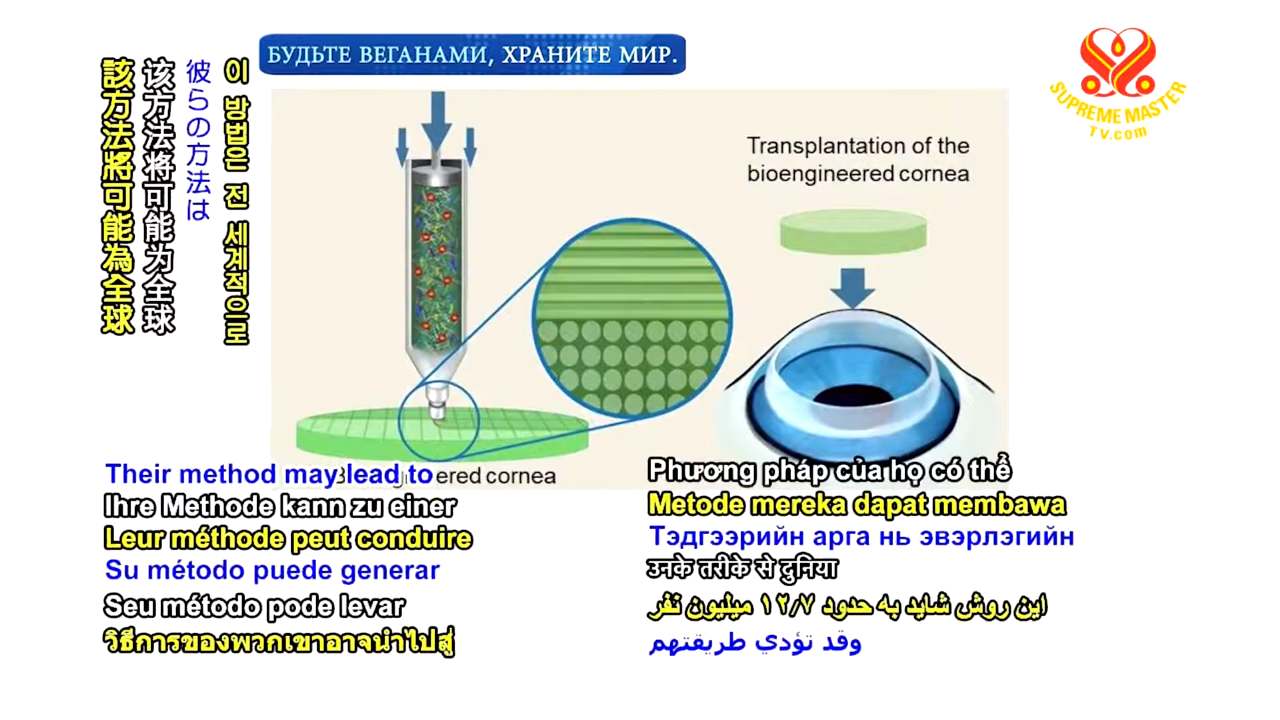 БУДЬТЕ ВЕГАНАМИ, ХРАНИТЕ МИР.
SUPREME MASTER
TV.com
該方法將可能為全球
该方法将可能为全球
彼らの方法は
이 방법은 전 세계적으로
Transplantation of the
bioengineered cornea
ered cornea
Their method may lead to
Ihre Methode kann zu einer
Leur méthode peut conduire
Su método puede generar
Seu método pode levar
วิธีการของพวกเขาอาจนำไปสู่
Phương pháp của họ có thể
Metode mereka dapat membawa
Тэдгээрийн арга нь эвэрлэгийн
उनके तरीके से दुनिया
این روش شاید به حدود ۱۲/۷ میلیون نفر
وقد تؤدي طريقتهم